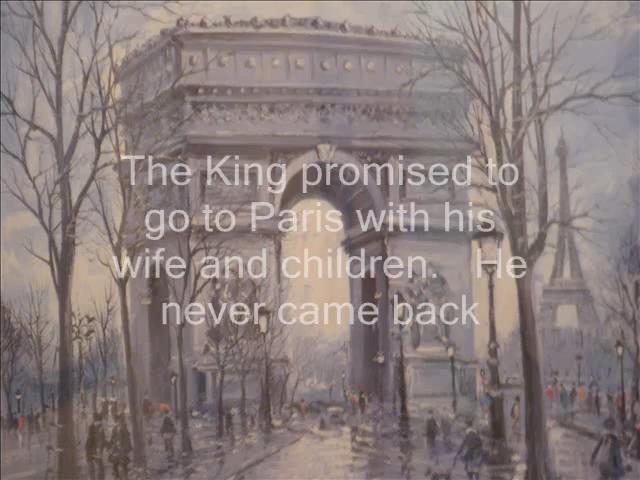 The King promised to
go to Paris with his
wife and children.   He
never came back